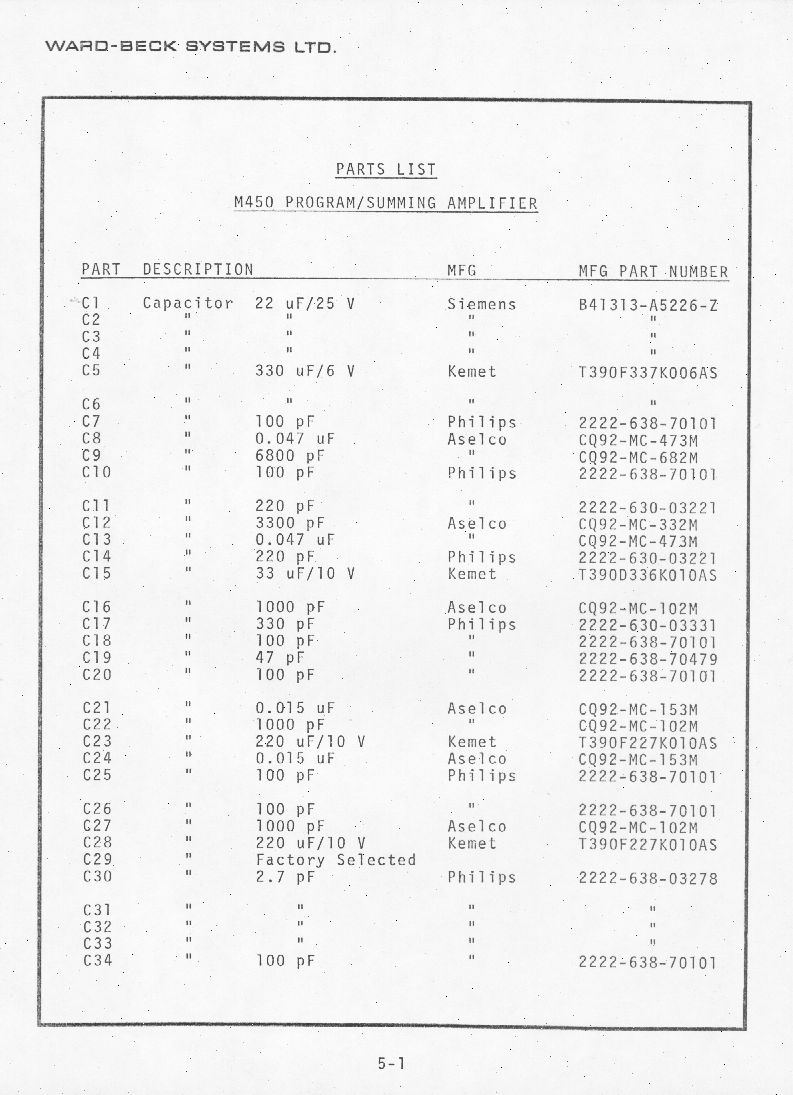 WARD-BECK SYSTEMS LTD.
PARTS LIST
M450 PROGRAM/SUMMING AMPLIFIER
PART DESCRIPTION MFG MFG PART NUMBER
C1 Capacitor 22 uF/25 V Siemens B41313-A5226-Z
C2 " " " "
C3 " " " "
C4 " " " "
C5 " 330 uF/6 V Kemet T390F337K006AS
C6 " " " "
C7 " 100 pF Philips 2222-638-70101
C8 " 0.047 uF Aselco CQ92-MC-473M
C9 " 6800 pF " CQ92-MC-682M
C10 " 100 pF Philips 2222-638-70101
C11 " 220 pF " 2222-630-03221
C12 " 3300 pF Aselco CQ92-MC-332M
C13 " 0.047 uF " CQ92-MC-473M
C14 " 220 pF Philips 2222-630-03221
C15 " 33 uF/10 V Kemet T390D336K010AS
C16 " 1000 pF Aselco CQ92-MC-102M
C17 " 330 pF Philips 2222-630-03331
C18 " 100 pF " 2222-638-70101
C19 " 47 pF " 2222-638-70479
C20 " 100 pF " 2222-638-70101
C21 " 0.015 uF Aselco CQ92-MC-153M
C22 " 1000 pF " CQ92-MC-102M
C23 " 220 uF/10 V Kemet T390F227K010AS
C24 " 0.015 uF Aselco CQ92-MC-153M
C25 " 100 pF Philips 2222-638-70101
C26 " 100 pF " 2222-638-70101
C27 " 1000 pF Aselco CQ92-MC-102M
C28 " 220 uF/10 V Kemet T390F227K010AS
C29 " Factory Selected
C30 " 2.7 pF Philips 2222-638-03278
C31 " " " "
C32 " " " "
C33 " " " "
C34 " 100 pF " 2222-638-70101
5-1